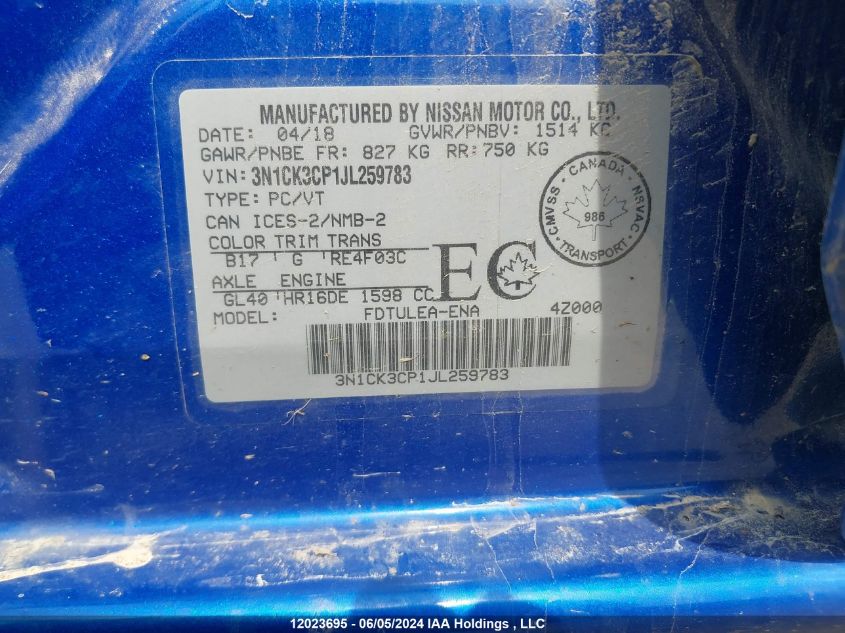 MANUFACTURED BY NISSAN MOTOR CO., LTD.
DATE: 04/18 GVWR/PNBV: 1514 KG
GAWR/PNBE FR: 827 KG RR: 750 KG
VIN: 3N1CK3CP1JL259783
TYPE: PC/VT
CAN ICES-2/NMB-2
COLOR TRIM TRANS
B17 G RE4F03C
AXLE ENGINE
GL40 HR16DE 1598 CC
EC
MODEL: FDTULEA-ENA 4Z000
3N1CK3CP1JL259783
CANADA
CMVSS NSVAC
986
TRANSPORT
12023695 - 06/05/2024 IAA Holdings, LLC